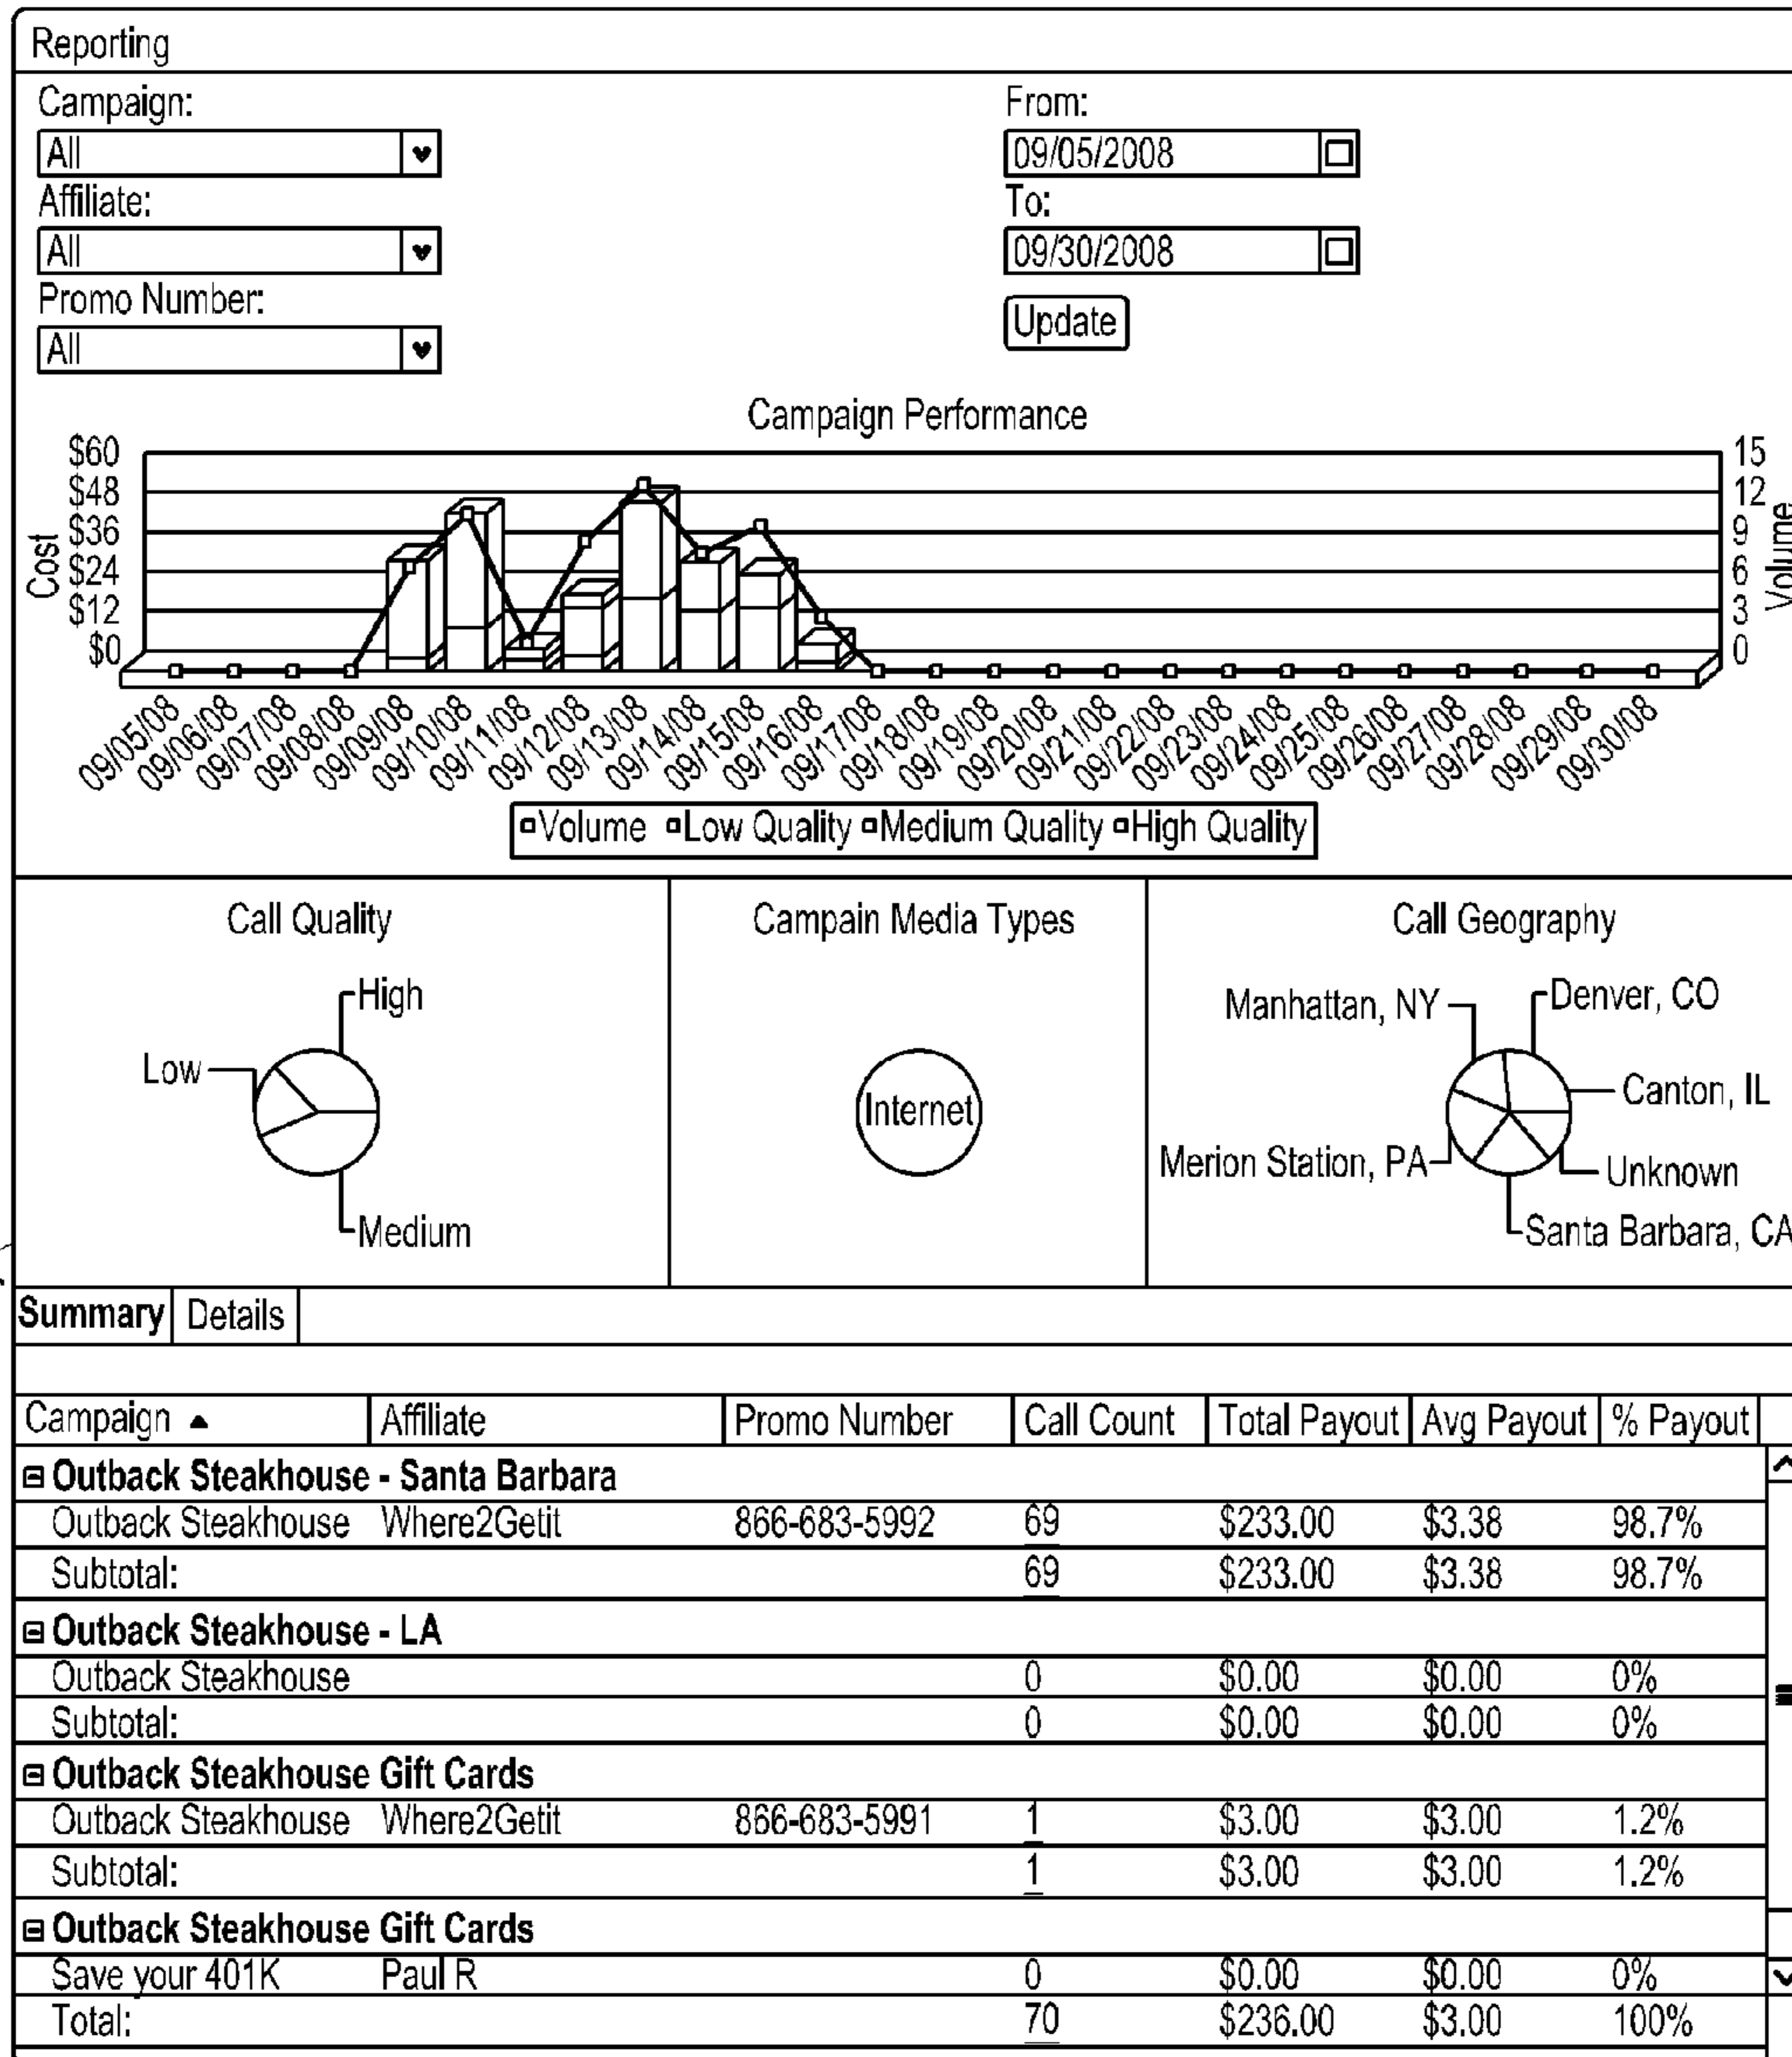 Reporting
Campaign:
All
Affiliate:
All
Promo Number:
All
From:
09/05/2008
To:
09/30/2008
Update
Campaign Performance
Cost
$60
$48
$36
$24
$12
$0
15
12
9
6
3
0
Volume
09/05/08
09/06/08
09/07/08
09/08/08
09/09/08
09/10/08
09/11/08
09/12/08
09/13/08
09/14/08
09/15/08
09/16/08
09/17/08
09/18/08
09/19/08
09/20/08
09/21/08
09/22/08
09/23/08
09/24/08
09/25/08
09/26/08
09/27/08
09/28/08
09/29/08
09/30/08
Volume Low Quality Medium Quality High Quality
Call Quality
High
Low
Medium
Campain Media Types
Internet
Call Geography
Manhattan, NY
Denver, CO
Canton, IL
Merion Station, PA
Unknown
Santa Barbara, CA
Summary Details
Campaign Affiliate Promo Number Call Count Total Payout Avg Payout % Payout
Outback Steakhouse - Santa Barbara
Outback Steakhouse Where2Getit 866-683-5992 69 $233.00 $3.38 98.7%
Subtotal: 69 $233.00 $3.38 98.7%
Outback Steakhouse - LA
Outback Steakhouse 0 $0.00 $0.00 0%
Subtotal: 0 $0.00 $0.00 0%
Outback Steakhouse Gift Cards
Outback Steakhouse Where2Getit 866-683-5991 1 $3.00 $3.00 1.2%
Subtotal: 1 $3.00 $3.00 1.2%
Outback Steakhouse Gift Cards
Save your 401K Paul R 0 $0.00 $0.00 0%
Total: 70 $236.00 $3.00 100%